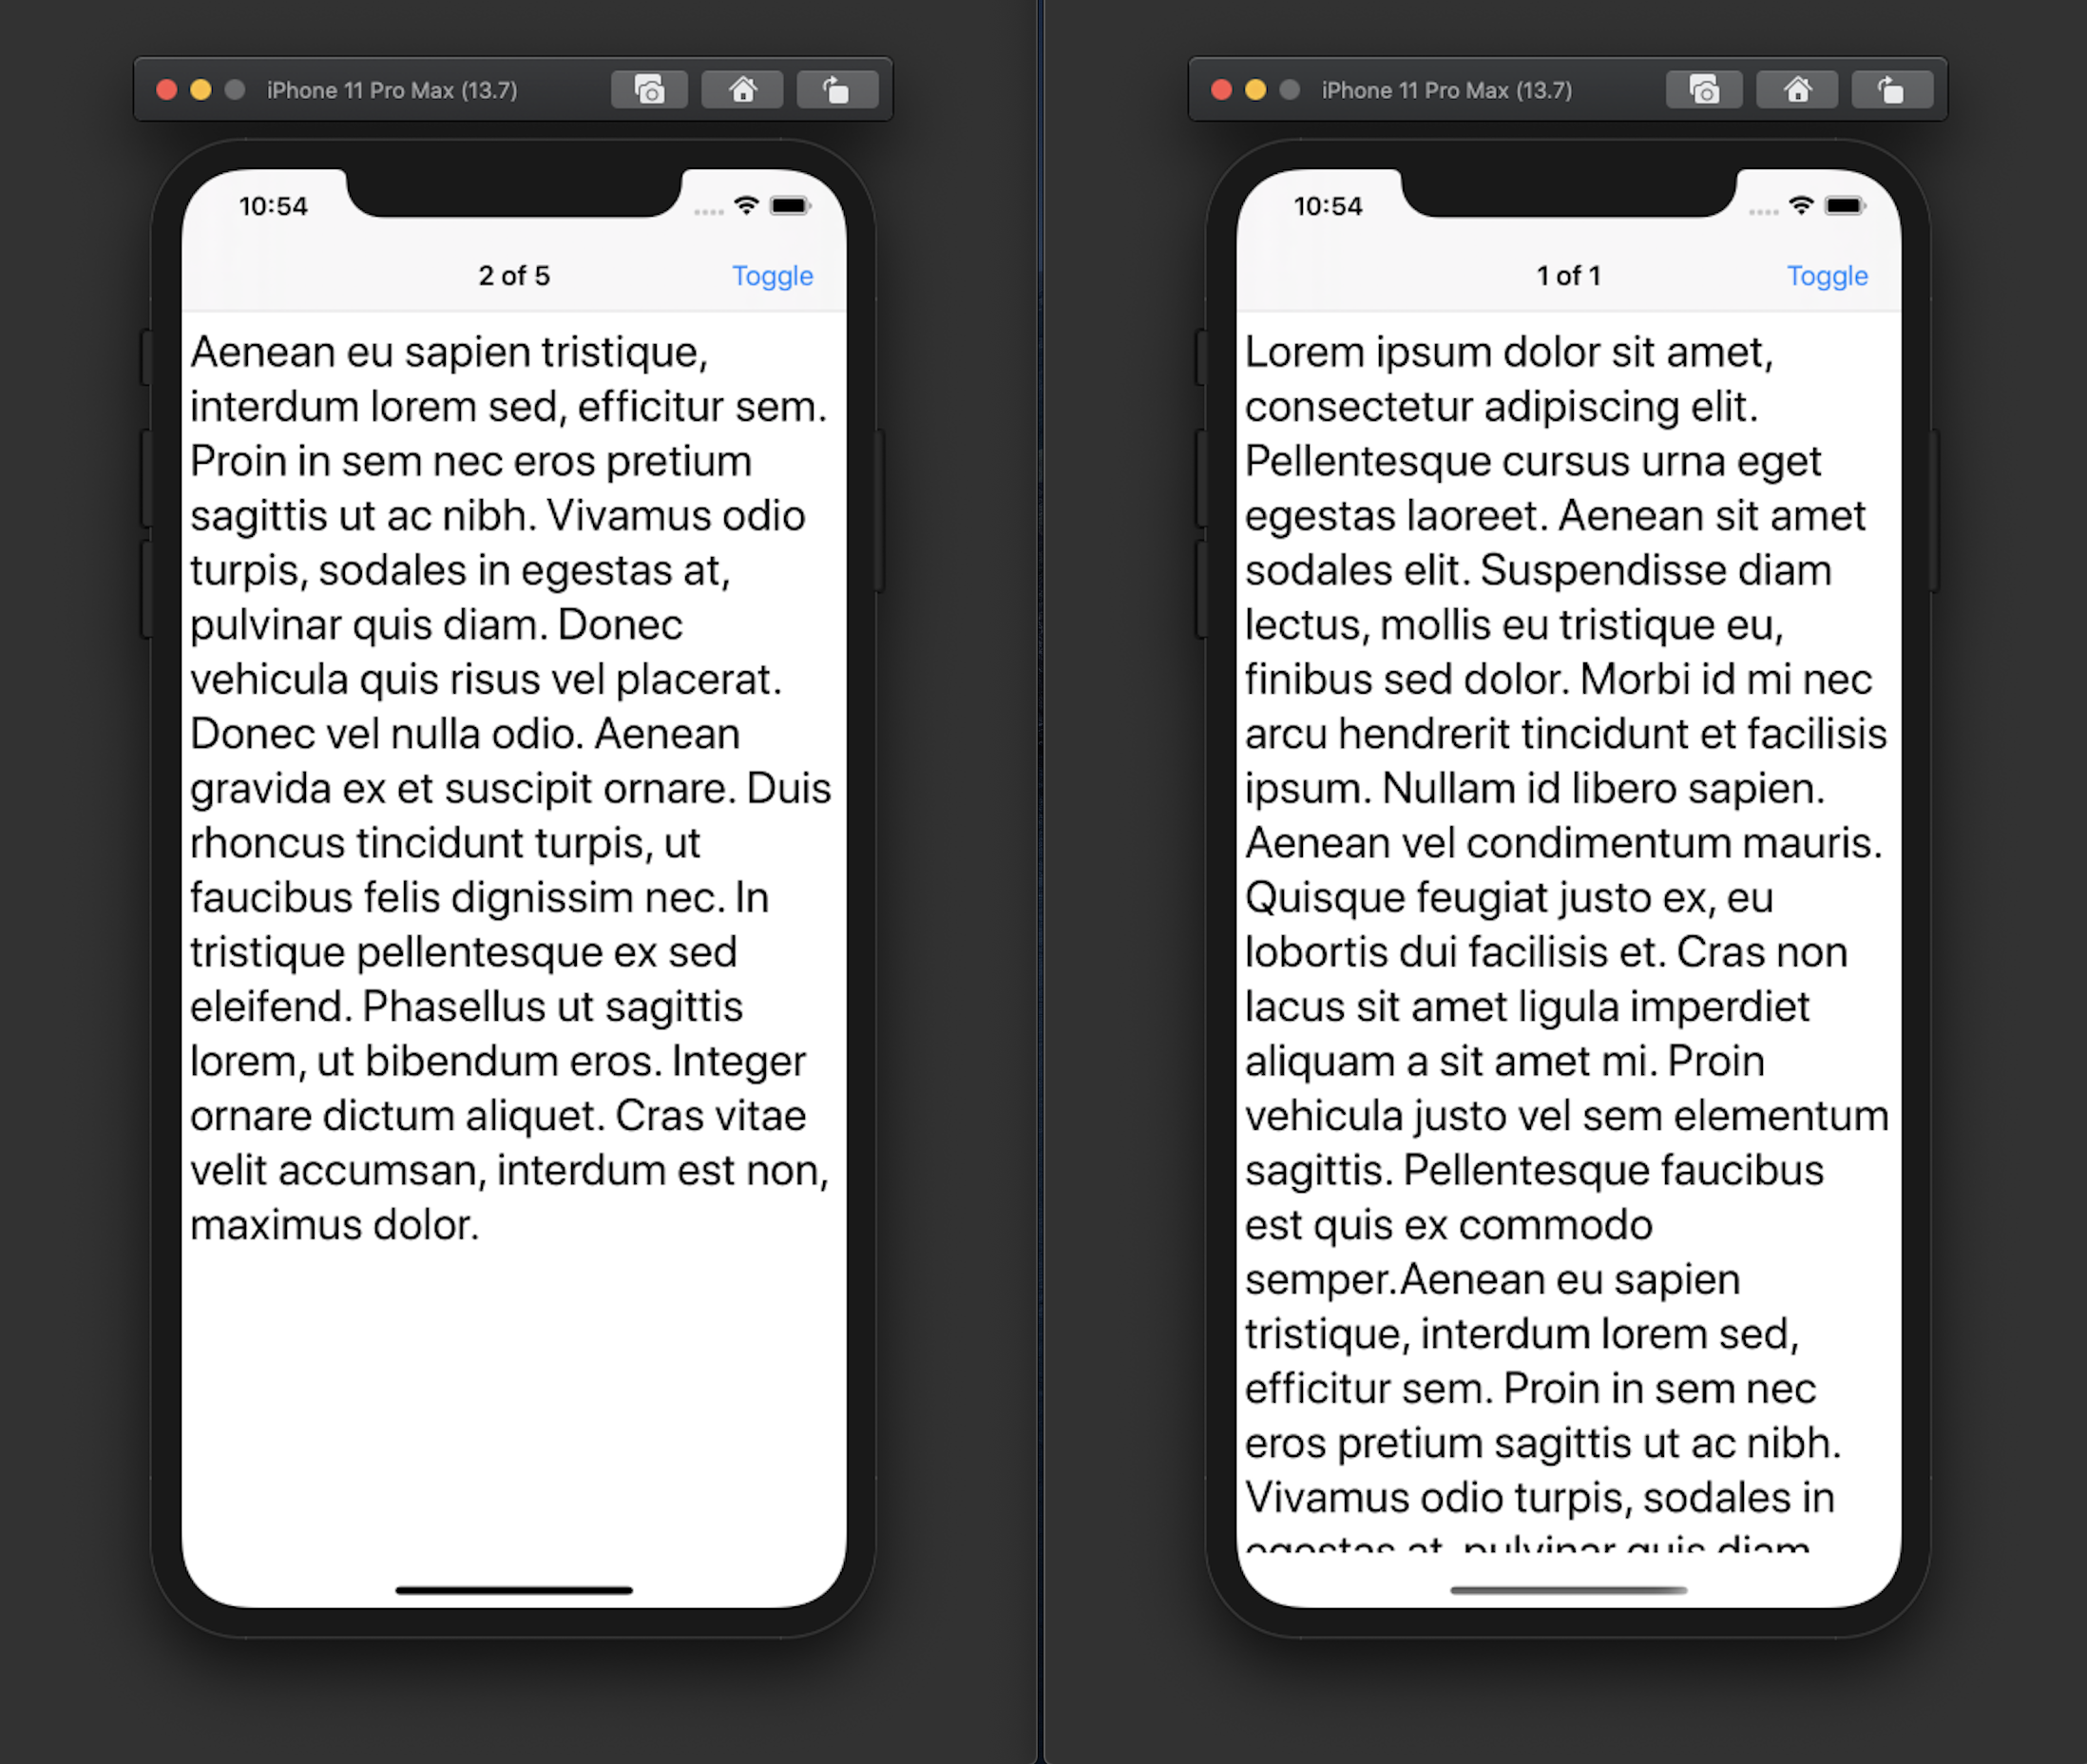 iPhone 11 Pro Max (13.7)
10:54
2 of 5
Toggle
Aenean eu sapien tristique,
interdum lorem sed, efficitur sem.
Proin in sem nec eros pretium
sagittis ut ac nibh. Vivamus odio
turpis, sodales in egestas at,
pulvinar quis diam. Donec
vehicula quis risus vel placerat.
Donec vel nulla odio. Aenean
gravida ex et suscipit ornare. Duis
rhoncus tincidunt turpis, ut
faucibus felis dignissim nec. In
tristique pellentesque ex sed
eleifend. Phasellus ut sagittis
lorem, ut bibendum eros. Integer
ornare dictum aliquet. Cras vitae
velit accumsan, interdum est non,
maximus dolor.
iPhone 11 Pro Max (13.7)
10:54
1 of 1
Toggle
Lorem ipsum dolor sit amet,
consectetur adipiscing elit.
Pellentesque cursus urna eget
egestas laoreet. Aenean sit amet
sodales elit. Suspendisse diam
lectus, mollis eu tristique eu,
finibus sed dolor. Morbi id mi nec
arcu hendrerit tincidunt et facilisis
ipsum. Nullam id libero sapien.
Aenean vel condimentum mauris.
Quisque feugiat justo ex, eu
lobortis dui facilisis et. Cras non
lacus sit amet ligula imperdiet
aliquam a sit amet mi. Proin
vehicula justo vel sem elementum
sagittis. Pellentesque faucibus
est quis ex commodo
semper.Aenean eu sapien
tristique, interdum lorem sed,
efficitur sem. Proin in sem nec
eros pretium sagittis ut ac nibh.
Vivamus odio turpis, sodales in
egestas at, pulvinar quis diam.